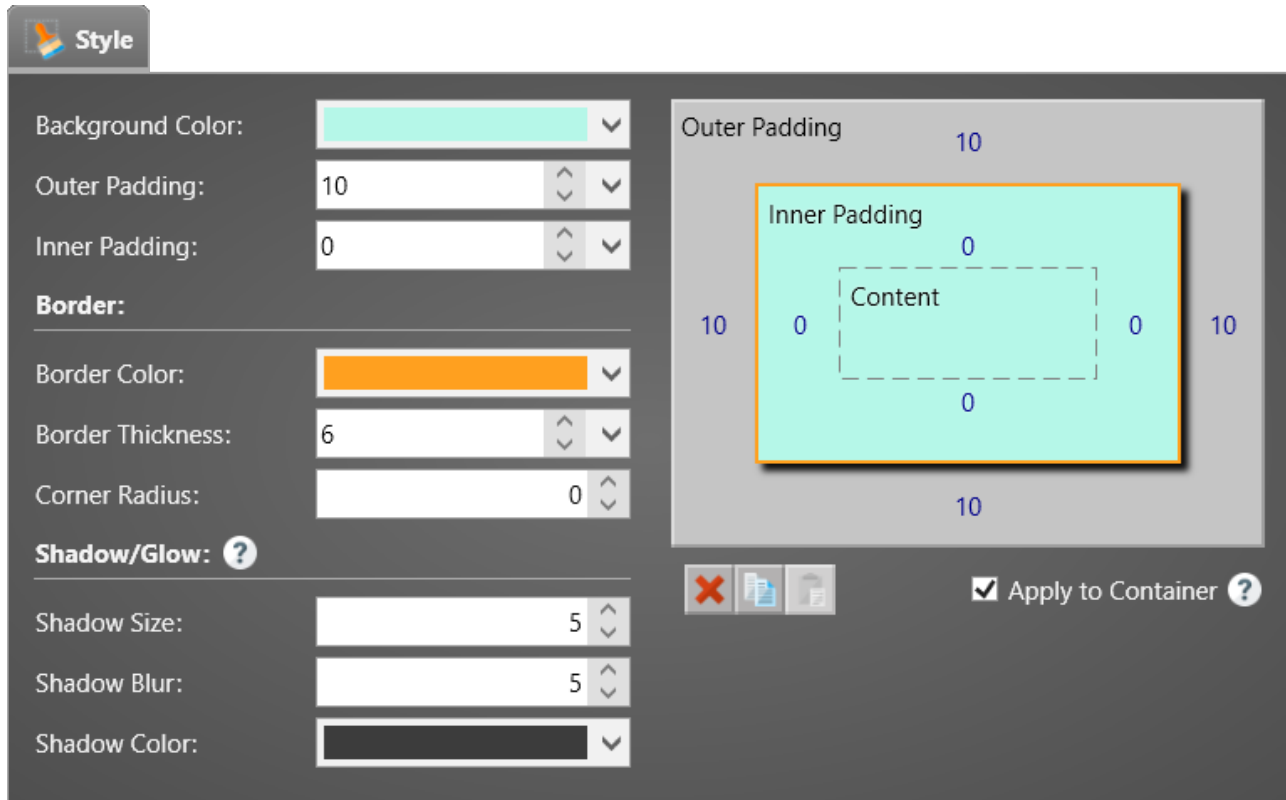 Style
Background Color:
Outer Padding: 10
Inner Padding: 0
Border:
Border Color:
Border Thickness: 6
Corner Radius: 0
Shadow/Glow: ?
Shadow Size: 5
Shadow Blur: 5
Shadow Color:
Outer Padding
10
Inner Padding
0
Content
10 0 0 10
0
10
Apply to Container ?